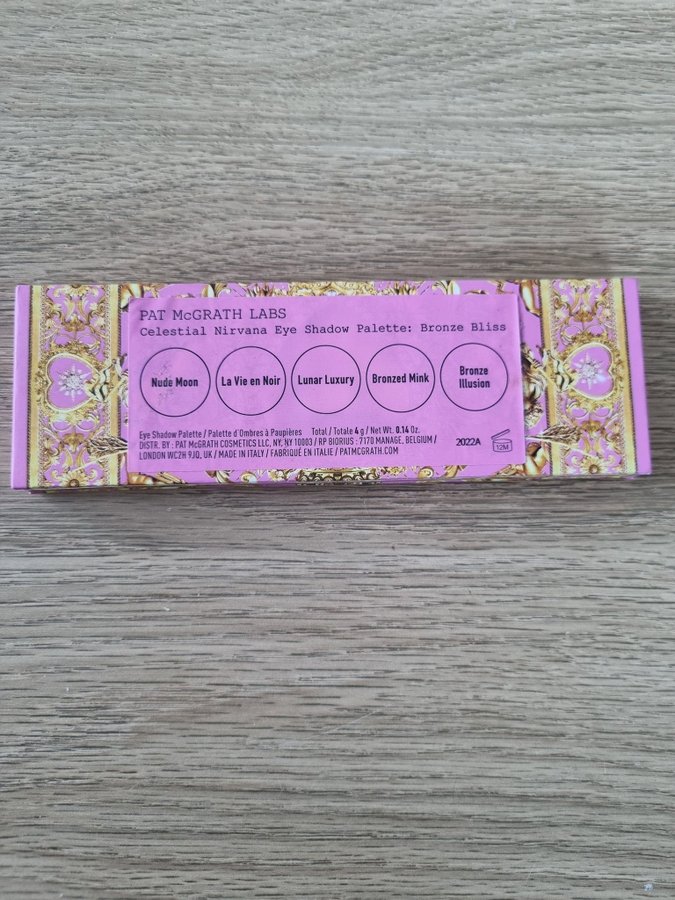 PAT McGRATH LABS
Celestial Nirvana Eye Shadow Palette: Bronze Bliss
Nude Moon
La Vie en Noir
Lunar Luxury
Bronzed Mink
Bronze
Illusion
Eye Shadow Palette / Palette d'Ombres à Paupières Total / Totale 4 g / Net Wt. 0.14 Oz.
DISTR. BY : PAT McGRATH COSMETICS LLC, NY, NY 10003 / RP BIORIUS : 7170 MANAGE, BELGIUM /
LONDON WC2H 9JQ, UK / MADE IN ITALY / FABRIQUÉ EN ITALIE / PATMCGRATH.COM
2022A
12M